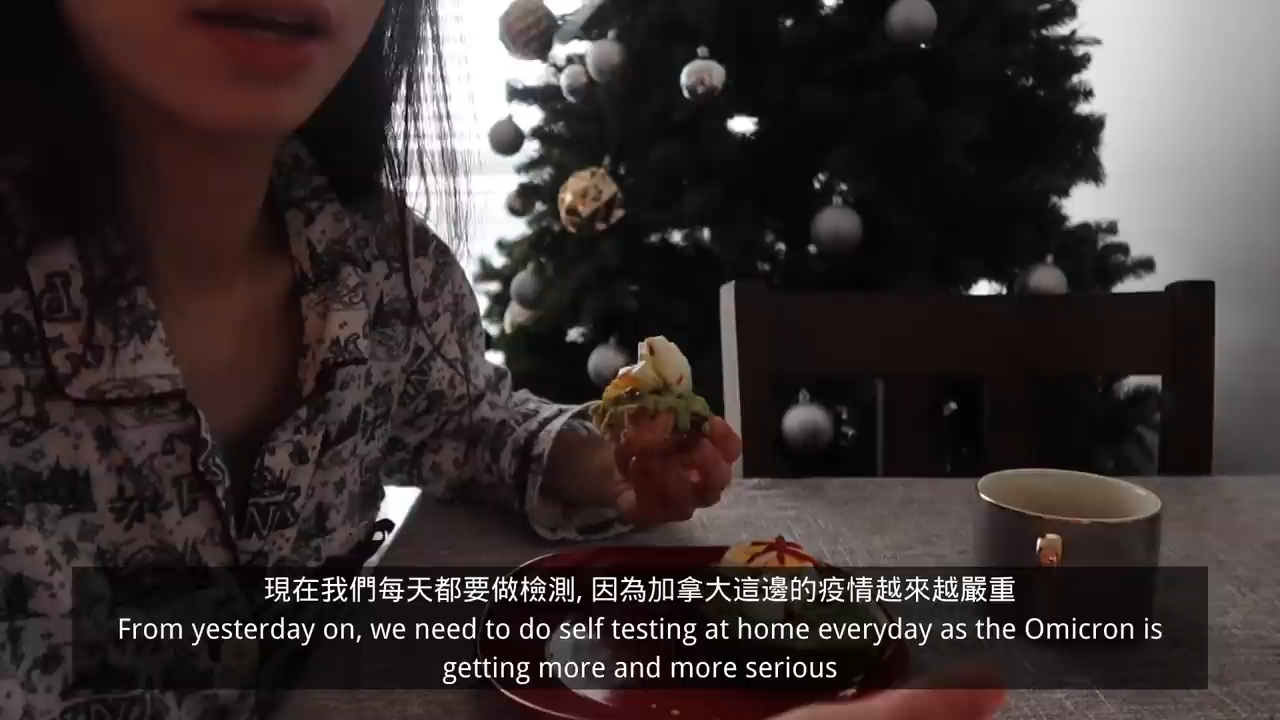 現在我們每天都要做檢測, 因為加拿大這邊的疫情越來越嚴重
From yesterday on, we need to do self testing at home everyday as the Omicron is
getting more and more serious